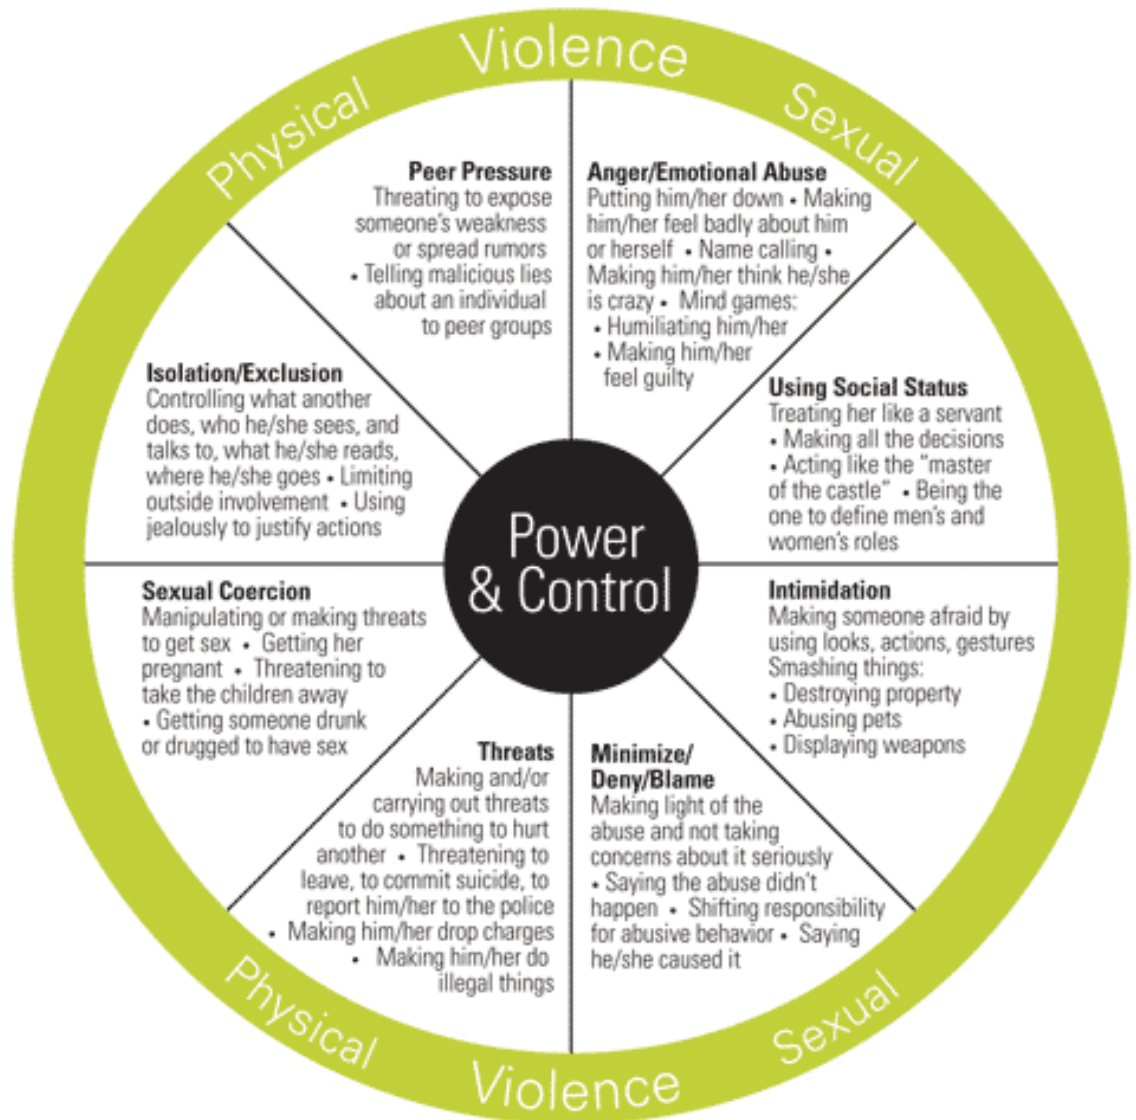 Violence
Physical
Sexual
Peer Pressure
Threating to expose
someone's weakness
or spread rumors
• Telling malicious lies
about an individual
to peer groups
Anger/Emotional Abuse
Putting him/her down • Making
him/her feel badly about him
or herself • Name calling •
Making him/her think he/she
is crazy • Mind games:
• Humiliating him/her
• Making him/her
feel guilty
Isolation/Exclusion
Controlling what another
does, who he/she sees, and
talks to, what he/she reads,
where he/she goes • Limiting
outside involvement • Using
jealously to justify actions
Using Social Status
Treating her like a servant
• Making all the decisions
• Acting like the "master
of the castle" • Being the
one to define men's and
women's roles
Power
& Control
Sexual Coercion
Manipulating or making threats
to get sex • Getting her
pregnant • Threatening to
take the children away
• Getting someone drunk
or drugged to have sex
Intimidation
Making someone afraid by
using looks, actions, gestures
Smashing things:
• Destroying property
• Abusing pets
• Displaying weapons
Threats
Making and/or
carrying out threats
to do something to hurt
another • Threatening to
leave, to commit suicide, to
report him/her to the police
• Making him/her drop charges
• Making him/her do
illegal things
Minimize/
Deny/Blame
Making light of the
abuse and not taking
concerns about it seriously
• Saying the abuse didn't
happen • Shifting responsibility
for abusive behavior • Saying
he/she caused it
Physical
Violence
Sexual